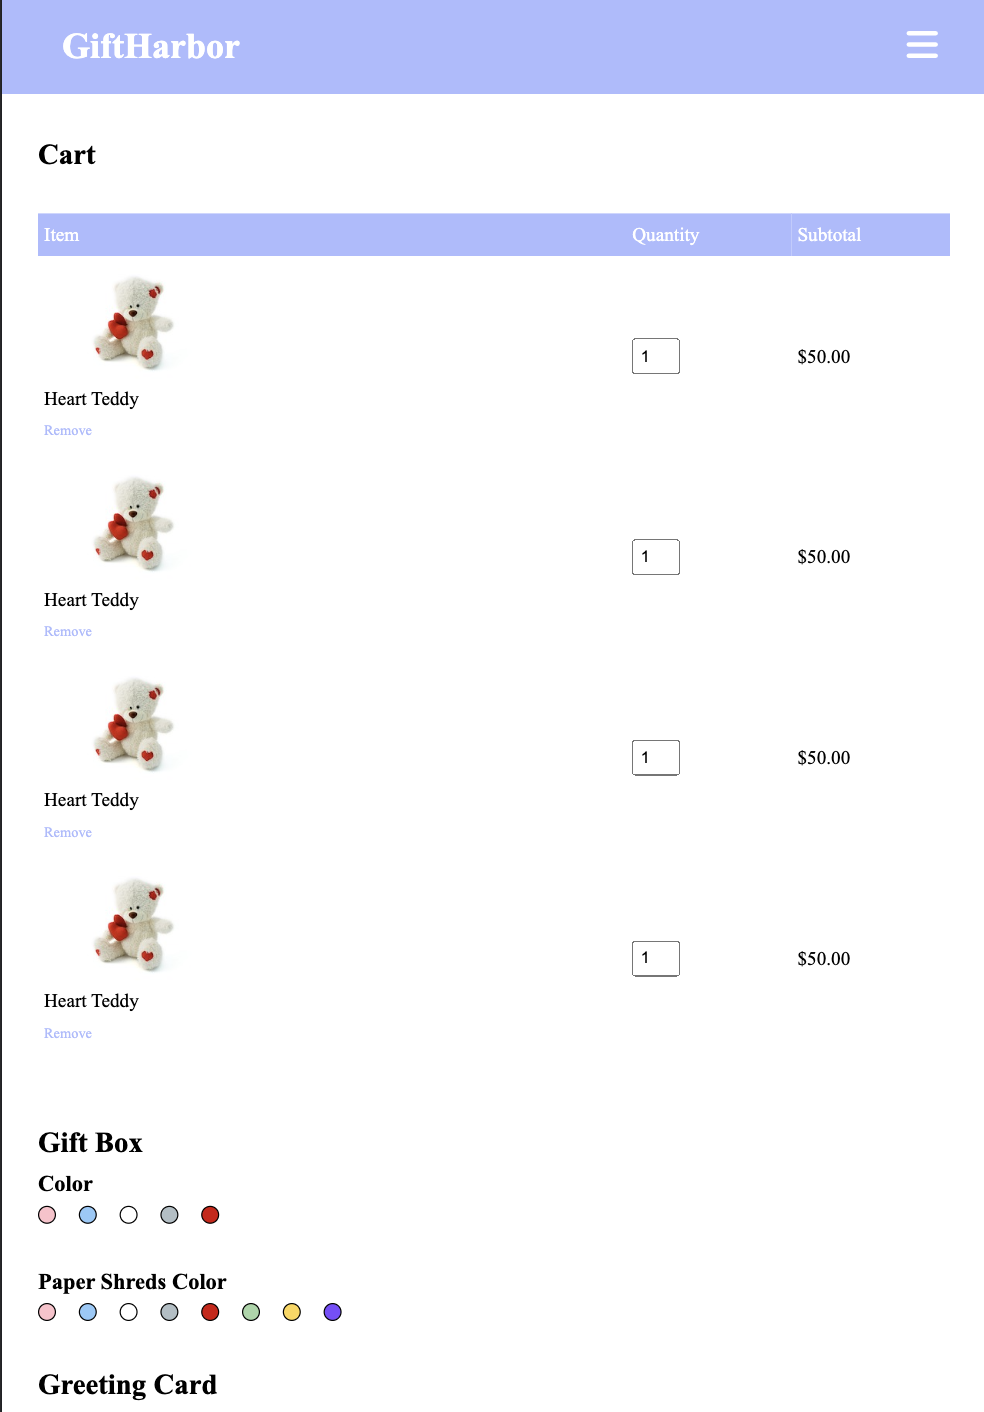 GiftHarbor
Cart
Item Quantity Subtotal
1 $50.00
Heart Teddy
Remove
1 $50.00
Heart Teddy
Remove
1 $50.00
Heart Teddy
Remove
1 $50.00
Heart Teddy
Remove
Gift Box
Color
Paper Shreds Color
Greeting Card